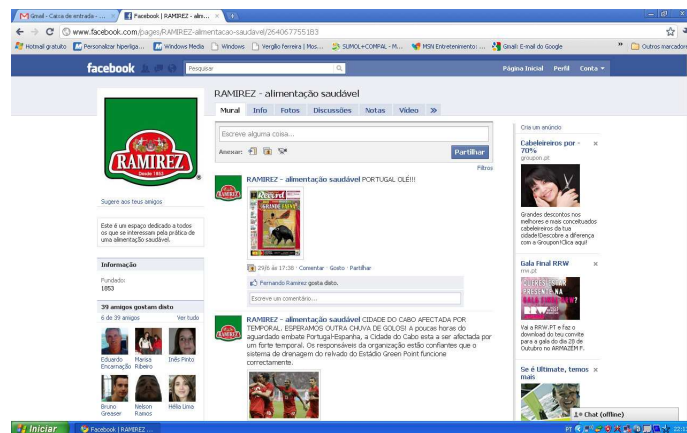 Gmail - Caixa de entrada - ...
Facebook | RAMIREZ - alim...
www.facebook.com/pages/RAMIREZ-alimentacao-saudavel/264067755183
Hotmail gratuito
Personalizar hiperliga...
Windows Media
Windows
Vergílio ferreira | Mos...
SUMOL+COMPAL - M...
MSN Entretenimento: ...
Gmail: E-mail do Google
»
Outros marcadores
facebook
Pesquisar
Página Inicial
Perfil
Conta
RAMIREZ - alimentação saudável
Mural
Info
Fotos
Discussões
Notas
Vídeo
»
Escreve alguma coisa...
Anexar:
Partilhar
Filtros
RAMIREZ
Desde 1853
Sugere aos teus amigos
Este é um espaço dedicado a todos
os que se interessam pela prática de
uma alimentação saudável.
Informação
Fundado:
1853
39 amigos gostam disto
6 de 39 amigos
Ver tudo
Eduardo
Encarnação
Marisa
Ribeiro
Inês Pinto
Bruno
Greaser
Nelson
Ramos
Hélia Lima
RAMIREZ - alimentação saudável PORTUGAL OLÉ!!!
Record
29/6 às 17:38 · Comentar · Gosto · Partilhar
Fernando Ramirez gosta disto.
Escreve um comentário...
RAMIREZ - alimentação saudável CIDADE DO CABO AFECTADA POR
TEMPORAL. ESPERAMOS OUTRA CHUVA DE GOLOS! A poucas horas do
aguardado embate Portugal-Espanha, a Cidade do Cabo esta a ser afectada por
um forte temporal. Os responsáveis da organização estão confiantes que o
sistema de drenagem do relvado do Estádio Green Point funcione
correctamente.
Cria um anúncio
Cabeleireiros por -
70%
groupon.pt
Grandes descontos nos
melhores e mais conceituados
cabeleireiros da tua
cidade!Descobre a diferença
com a Groupon!Clica aqui!
Gala Final RRW
rrw.pt
QUERES ESTAR
PRESENTE NA
GALA FINAL RRW?
RRW
Vai a RRW.PT e faz o
download do teu convite
para a gala do dia 28 de
Outubro no ARMAZÉM F.
Se é Ultimate, temos
mais
Chat (offline)
Iniciar
Facebook | RAMIREZ ...
PT